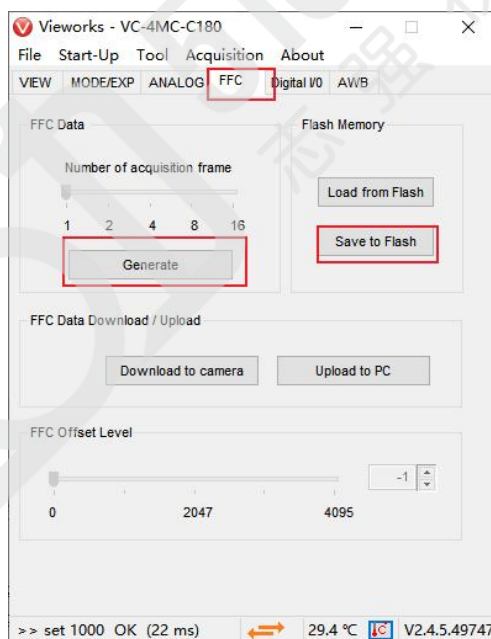 Vieworks - VC-4MC-C180
File Start-Up Tool Acquisition About
VIEW MODE/EXP ANALOG FFC Digital I/O AWB
FFC Data
Number of acquisition frame
1 2 4 8 16
Generate
Flash Memory
Load from Flash
Save to Flash
FFC Data Download / Upload
Download to camera Upload to PC
FFC Offset Level
-1
0 2047 4095
>> set 1000 OK (22 ms) 29.4 ℃ V2.4.5.49747
志强